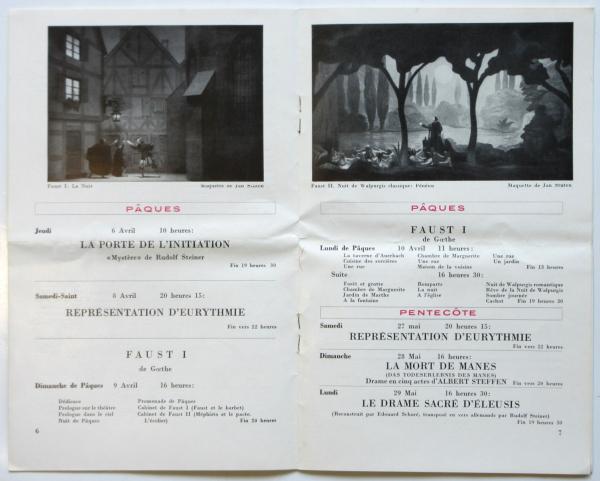 Faust I: La Nuit
Maquette de Jan Stuten
PÂQUES
Jeudi 6 Avril 10 heures:
LA PORTE DE L'INITIATION
«Mystère» de Rudolf Steiner
Fin 19 heures 30
Samedi-Saint 8 Avril 20 heures 15:
REPRÉSENTATION D'EURYTHMIE
Fin vers 22 heures
FAUST I
de Gœthe
Dimanche de Pâques 9 Avril 16 heures:
Dédicace Promenade de Pâques
Prologue sur le théâtre Cabinet de Faust I (Faust et le barbet)
Prologue dans le ciel Cabinet de Faust II (Méphisto et le pacte.
Nuit de Pâques L'écolier) Fin 20 heures
6
Faust II. Nuit de Walpurgis classique: Pénéios
Maquette de Jan Stuten
PÂQUES
FAUST I
de Gœthe
Lundi de Pâques 10 Avril 11 heures:
La taverne d'Auerbach Chambre de Marguerite Une rue
Cuisine des sorcières Une rue Un jardin
Une rue Maison de la voisine Fin 13 heures
Suite 16 heures 30:
Forêt et grotte Remparts Nuit de Walpurgis romantique
Chambre de Marguerite La nuit Rêve de la Nuit de Walpurgis
Jardin de Marthe A l'église Sombre journée
A la fontaine Cachot Fin 19 heures 30
PENTECÔTE
Samedi 27 mai 20 heures 15:
REPRÉSENTATION D'EURYTHMIE
Fin vers 22 heures
Dimanche 28 Mai 16 heures:
LA MORT DE MANES
(DAS TODESERLEBNIS DES MANES)
Drame en cinq actes d'ALBERT STEFFEN Fin vers 20 heures
Lundi 29 Mai 16 heures 30:
LE DRAME SACRÉ D'ÉLEUSIS
(Reconstruit par Edouard Schuré, transposé en vers allemands par Rudolf Steiner)
Fin 19 heures 30
7